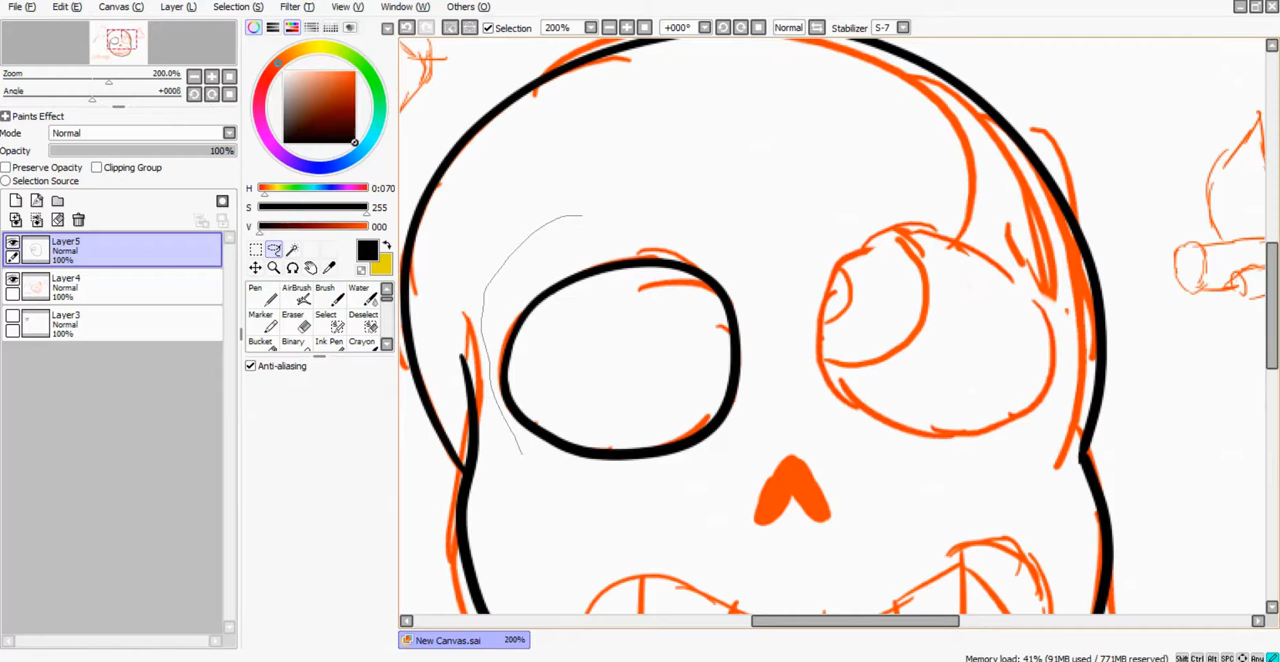 File (F) Edit (E) Canvas (C) Layer (L) Selection (S) Filter (T) View (V) Window (W) Others (O)
Selection 200% +000° Normal Stabilizer S-7
Zoom 200.0%
Angle +000ß
Paints Effect
Mode Normal
Opacity 100%
Preserve Opacity Clipping Group
Selection Source
Layer5
Normal
100%
Layer4
Normal
100%
Layer3
Normal
100%
H 0:070
S 255
V 000
Pen AirBrush Brush Water
Marker Eraser Select Deselect
Bucket Binary Ink Pen Crayon
Anti-aliasing
New Canvas.sai 200%
Memory load: 41% (91MB used / 771MB reserved) Shift Ctrl Alt SPC Any